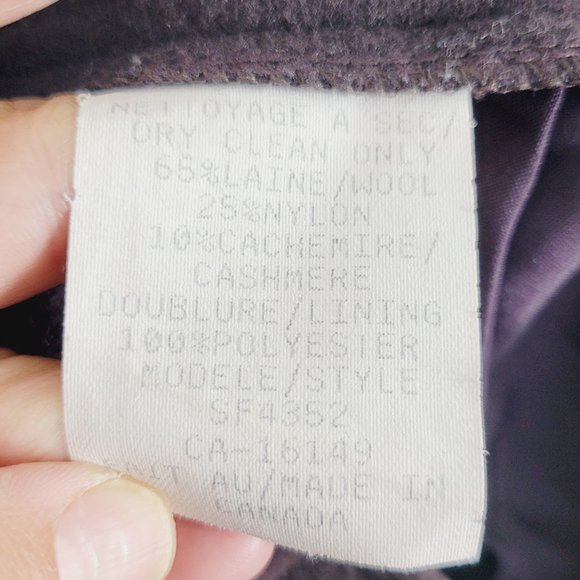 NETTOYAGE A SEC/
DRY CLEAN ONLY
65%LAINE/WOOL
25%NYLON
10%CACHEMIRE/
CASHMERE
DOUBLURE/LINING
100%POLYESTER
MODELE/STYLE
SF4352
CA-16149
FAIT AU/MADE IN
CANADA